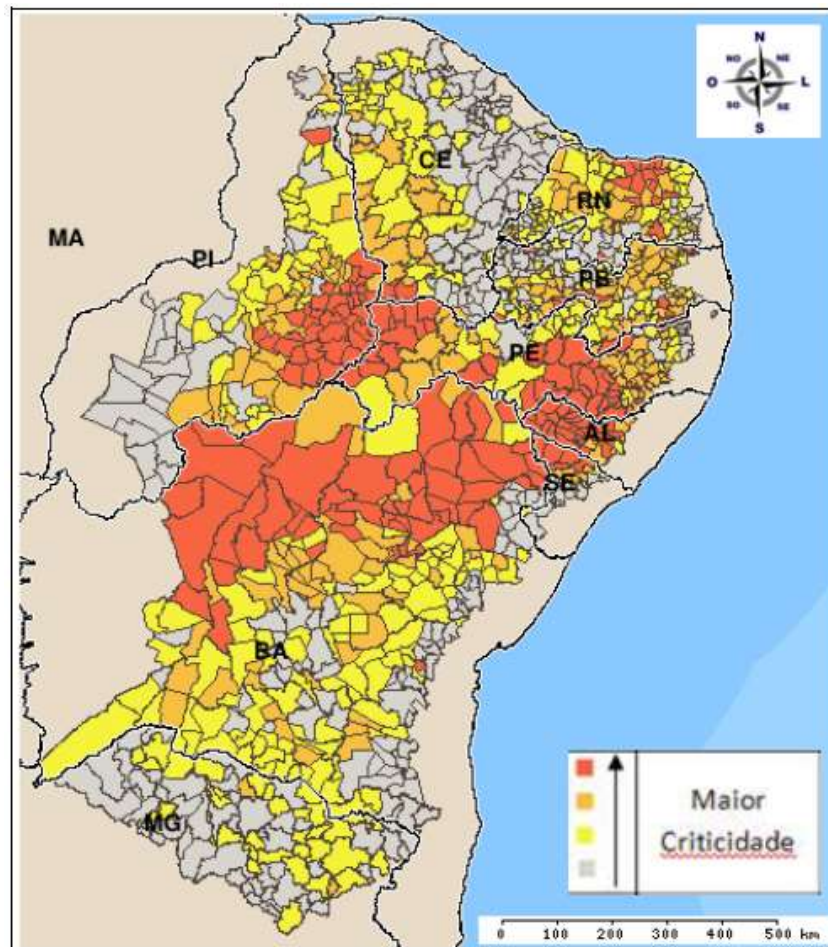 N
NO NE
O L
SO SE
S
CE
RN
MA
PI
PB
PE
AL
SE
BA
MG
Maior
Criticidade
0 100 200 300 400 500 km